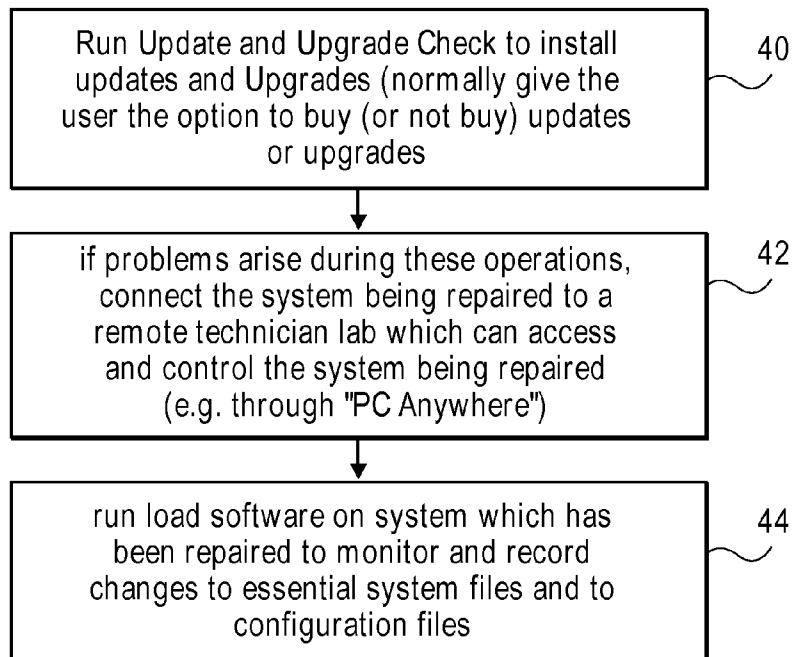 Run Update and Upgrade Check to install
updates and Upgrades (normally give the
user the option to buy (or not buy) updates
or upgrades
40
if problems arise during these operations,
connect the system being repaired to a
remote technician lab which can access
and control the system being repaired
(e.g. through "PC Anywhere")
42
run load software on system which has
been repaired to monitor and record
changes to essential system files and to
configuration files
44